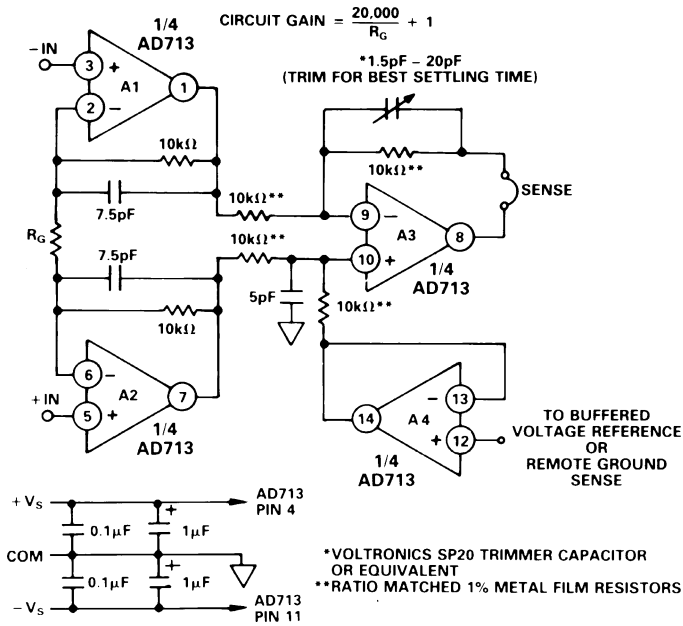 CIRCUIT GAIN = 20,000 / RG + 1
1/4
AD713
–IN
3
+
A1
1
2
–
*1.5pF – 20pF
(TRIM FOR BEST SETTLING TIME)
10kΩ
7.5pF
10kΩ**
10kΩ**
SENSE
9
–
A3
8
10
+
1/4
AD713
RG
10kΩ**
7.5pF
5pF
10kΩ**
10kΩ
6
–
A2
7
+IN
5
+
1/4
AD713
14
A4
–
13
+
12
1/4
AD713
TO BUFFERED
VOLTAGE REFERENCE
OR
REMOTE GROUND
SENSE
+VS
AD713
PIN 4
0.1μF
+
1μF
COM
0.1μF
+
1μF
–VS
AD713
PIN 11
*VOLTRONICS SP20 TRIMMER CAPACITOR
OR EQUIVALENT
**RATIO MATCHED 1% METAL FILM RESISTORS